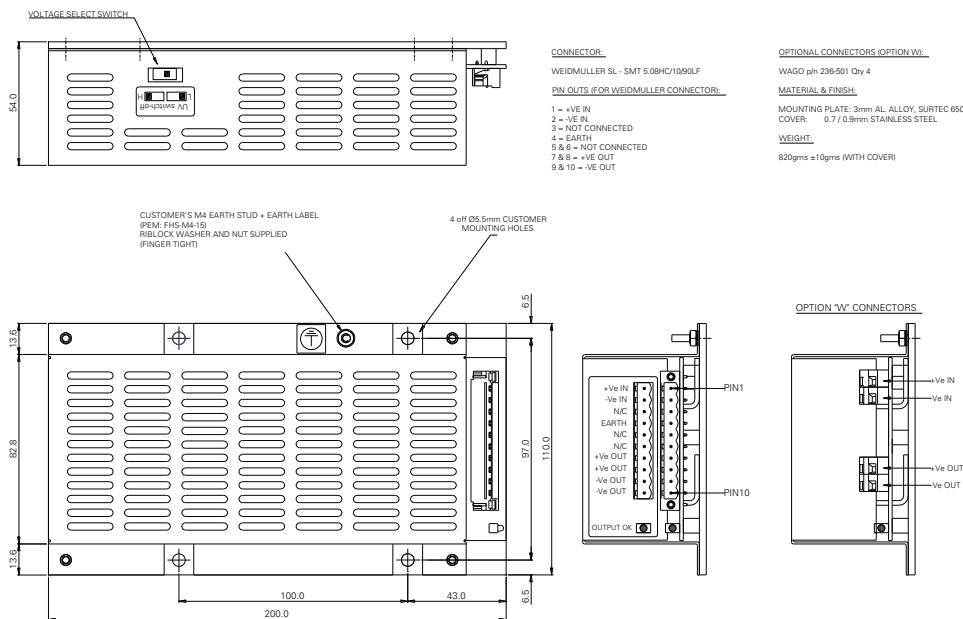 VOLTAGE SELECT SWITCH
54.0
H
L
UV switch-off
CONNECTOR:
WEIDMULLER SL - SMT 5.08HC/10/90LF
PIN OUTS (FOR WEIDMULLER CONNECTOR):
1 = +VE IN
2 = -VE IN
3 = NOT CONNECTED
4 = EARTH
5 & 6 = NOT CONNECTED
7 & 8 = +VE OUT
9 & 10 = -VE OUT
OPTIONAL CONNECTORS (OPTION W):
WAGO p/n 236-501 Qty 4
MATERIAL & FINISH:
MOUNTING PLATE: 3mm AL. ALLOY, SURTEC 650
COVER: 0.7 / 0.9mm STAINLESS STEEL
WEIGHT:
820gms ±10gms (WITH COVER)
CUSTOMER'S M4 EARTH STUD + EARTH LABEL
(PEM: FHS-M4-15)
RIBLOCK WASHER AND NUT SUPPLIED
(FINGER TIGHT)
4 off Ø5.5mm CUSTOMER
MOUNTING HOLES
6.5
13.6
82.8
13.6
97.0
110.0
6.5
100.0
43.0
200.0
+Ve IN
-Ve IN
N/C
EARTH
N/C
N/C
+Ve OUT
+Ve OUT
-Ve OUT
-Ve OUT
OUTPUT OK
PIN1
PIN10
OPTION "W" CONNECTORS
+Ve IN
-Ve IN
+Ve OUT
-Ve OUT